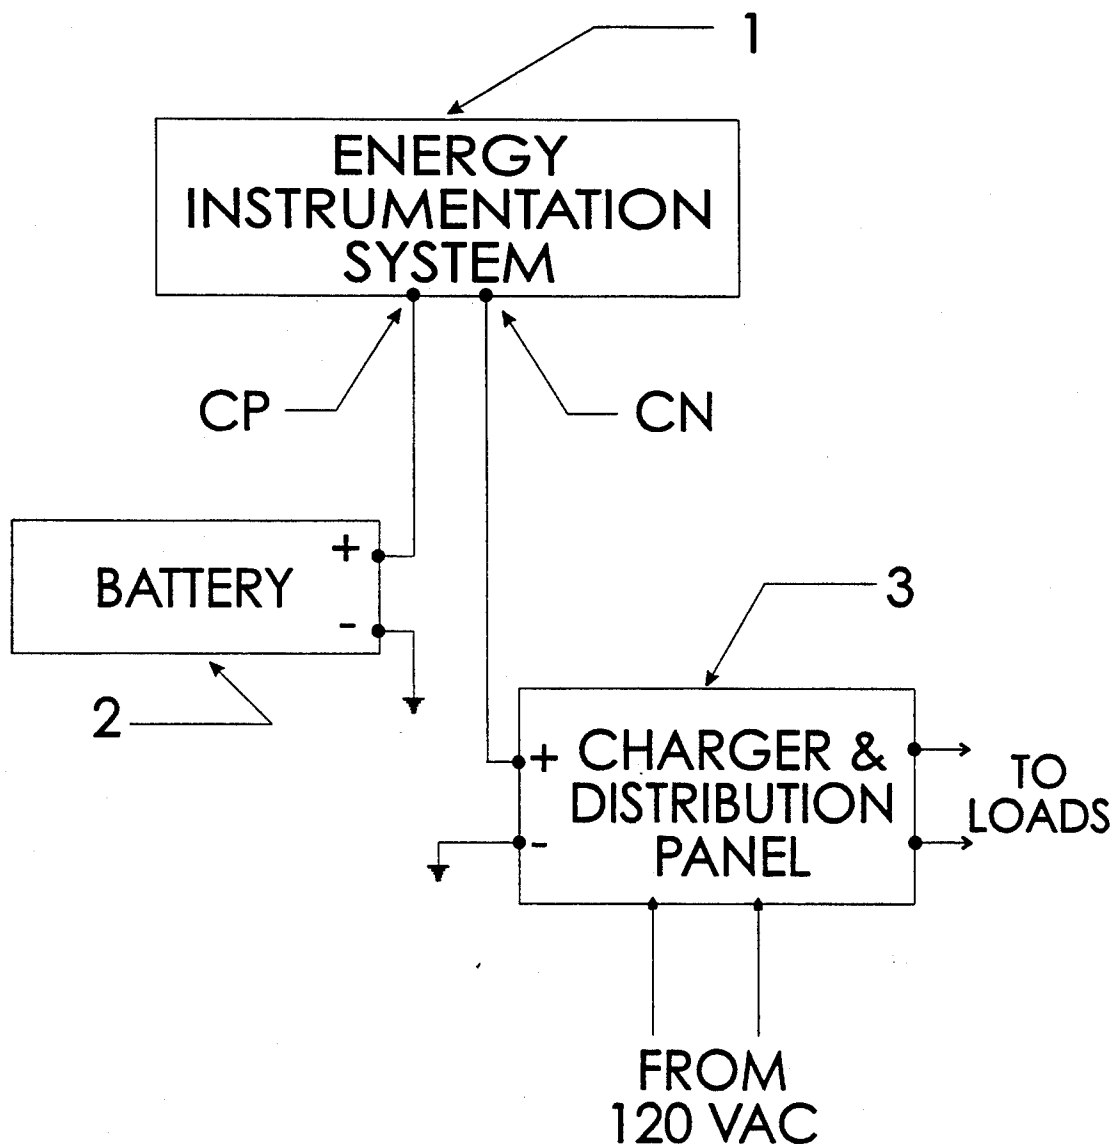 1
ENERGY
INSTRUMENTATION
SYSTEM
CP
CN
+
BATTERY
-
2
3
+
CHARGER &
DISTRIBUTION
PANEL
-
TO
LOADS
FROM
120 VAC